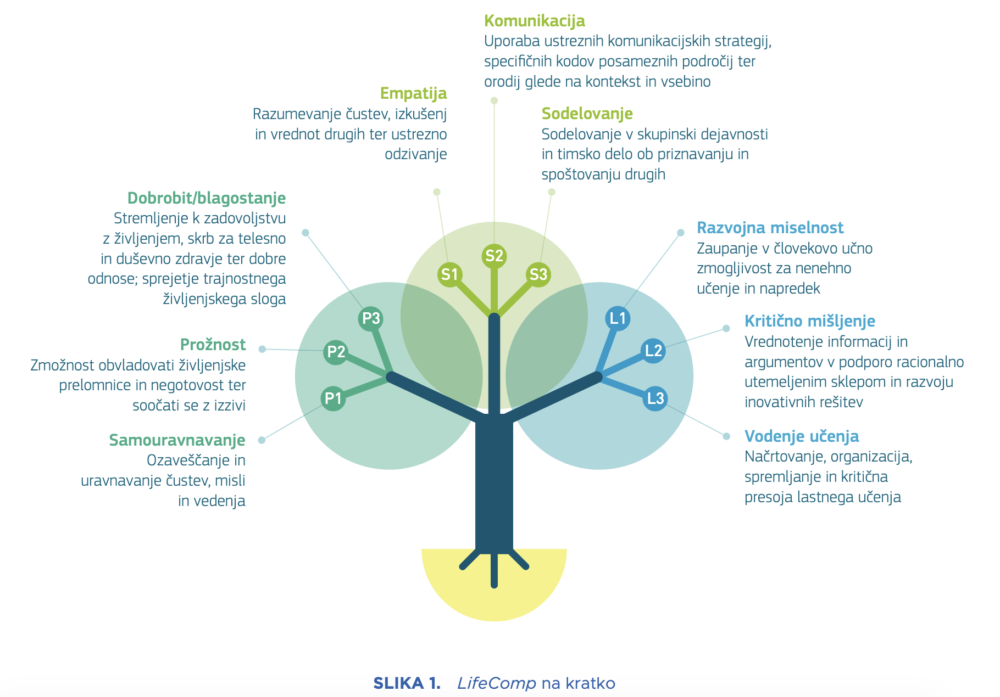 Komunikacija
Uporaba ustreznih komunikacijskih strategij,
specifičnih kodov posameznih področij ter
orodij glede na kontekst in vsebino
Empatija
Razumevanje čustev, izkušenj
in vrednot drugih ter ustrezno
odzivanje
Sodelovanje
Sodelovanje v skupinski dejavnosti
in timsko delo ob priznavanju in
spoštovanju drugih
Dobrobit/blagostanje
Stremljenje k zadovoljstvu
z življenjem, skrb za telesno
in duševno zdravje ter dobre
odnose; sprejetje trajnostnega
življenjskega sloga
Razvojna miselnost
Zaupanje v človekovo učno
zmogljivost za nenehno
učenje in napredek
S1
S2
S3
P3
P2
P1
L1
L2
L3
Prožnost
Zmožnost obvladovati življenjske
prelomnice in negotovost ter
soočati se z izzivi
Kritično mišljenje
Vrednotenje informacij in
argumentov v podporo racionalno
utemeljenim sklepom in razvoju
inovativnih rešitev
Samouravnavanje
Ozaveščanje in
uravnavanje čustev, misli
in vedenja
Vodenje učenja
Načrtovanje, organizacija,
spremljanje in kritična
presoja lastnega učenja
SLIKA 1. LifeComp na kratko